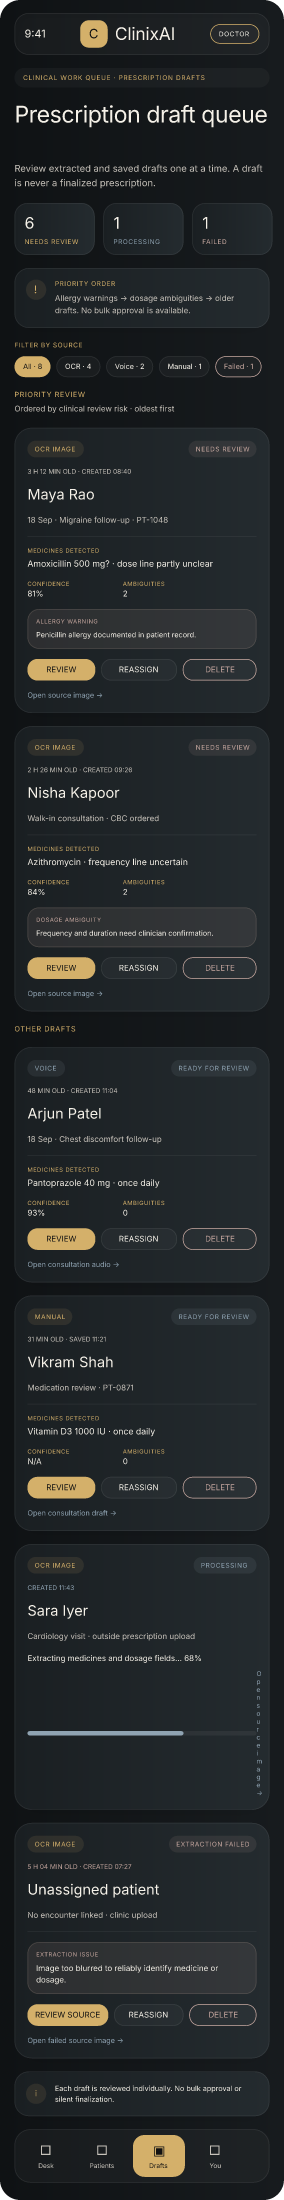 9:41
C
ClinixAI
DOCTOR
CLINICAL WORK QUEUE · PRESCRIPTION DRAFTS
Prescription draft queue
Review extracted and saved drafts one at a time. A draft
is never a finalized prescription.
6
NEEDS REVIEW
1
PROCESSING
1
FAILED
!
PRIORITY ORDER
Allergy warnings → dosage ambiguities → older
drafts. No bulk approval is available.
FILTER BY SOURCE
All · 8
OCR · 4
Voice · 2
Manual · 1
Failed · 1
PRIORITY REVIEW
Ordered by clinical review risk · oldest first
OCR IMAGE
NEEDS REVIEW
3 H 12 MIN OLD · CREATED 08:40
Maya Rao
18 Sep · Migraine follow-up · PT-1048
MEDICINES DETECTED
Amoxicillin 500 mg? · dose line partly unclear
CONFIDENCE
AMBIGUITIES
81%
2
ALLERGY WARNING
Penicillin allergy documented in patient record.
REVIEW
REASSIGN
DELETE
Open source image →
OCR IMAGE
NEEDS REVIEW
2 H 26 MIN OLD · CREATED 09:26
Nisha Kapoor
Walk-in consultation · CBC ordered
MEDICINES DETECTED
Azithromycin · frequency line uncertain
CONFIDENCE
AMBIGUITIES
84%
2
DOSAGE AMBIGUITY
Frequency and duration need clinician confirmation.
REVIEW
REASSIGN
DELETE
Open source image →
OTHER DRAFTS
VOICE
READY FOR REVIEW
48 MIN OLD · CREATED 11:04
Arjun Patel
18 Sep · Chest discomfort follow-up
MEDICINES DETECTED
Pantoprazole 40 mg · once daily
CONFIDENCE
AMBIGUITIES
93%
0
REVIEW
REASSIGN
DELETE
Open consultation audio →
MANUAL
READY FOR REVIEW
31 MIN OLD · SAVED 11:21
Vikram Shah
Medication review · PT-0871
MEDICINES DETECTED
Vitamin D3 1000 IU · once daily
CONFIDENCE
AMBIGUITIES
N/A
0
REVIEW
REASSIGN
DELETE
Open consultation draft →
OCR IMAGE
PROCESSING
CREATED 11:43
Sara Iyer
Cardiology visit · outside prescription upload
Extracting medicines and dosage fields... 68%
Open source image →
OCR IMAGE
EXTRACTION FAILED
5 H 04 MIN OLD · CREATED 07:27
Unassigned patient
No encounter linked · clinic upload
EXTRACTION ISSUE
Image too blurred to reliably identify medicine or
dosage.
REVIEW SOURCE
REASSIGN
DELETE
Open failed source image →
i
Each draft is reviewed individually. No bulk approval or
silent finalization.
Desk
Patients
Drafts
You